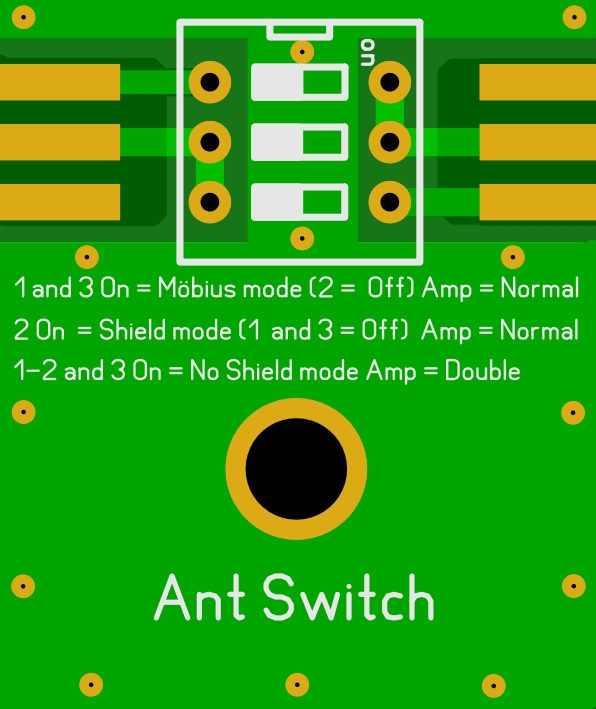 on
1 and 3 On = Möbius mode (2 = Off) Amp = Normal
2 On = Shield mode (1 and 3 = Off) Amp = Normal
1-2 and 3 On = No Shield mode Amp = Double
Ant Switch